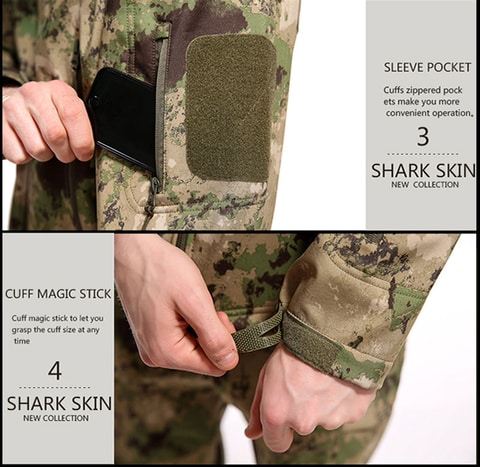 SLEEVE POCKET
Cuffs zippered pock
ets make you more
convenient operation。
3
SHARK SKIN
NEW COLLECTION
CUFF MAGIC STICK
Cuff magic stick to let you
grasp the cuff size at any
time
4
SHARK SKIN
NEW COLLECTION